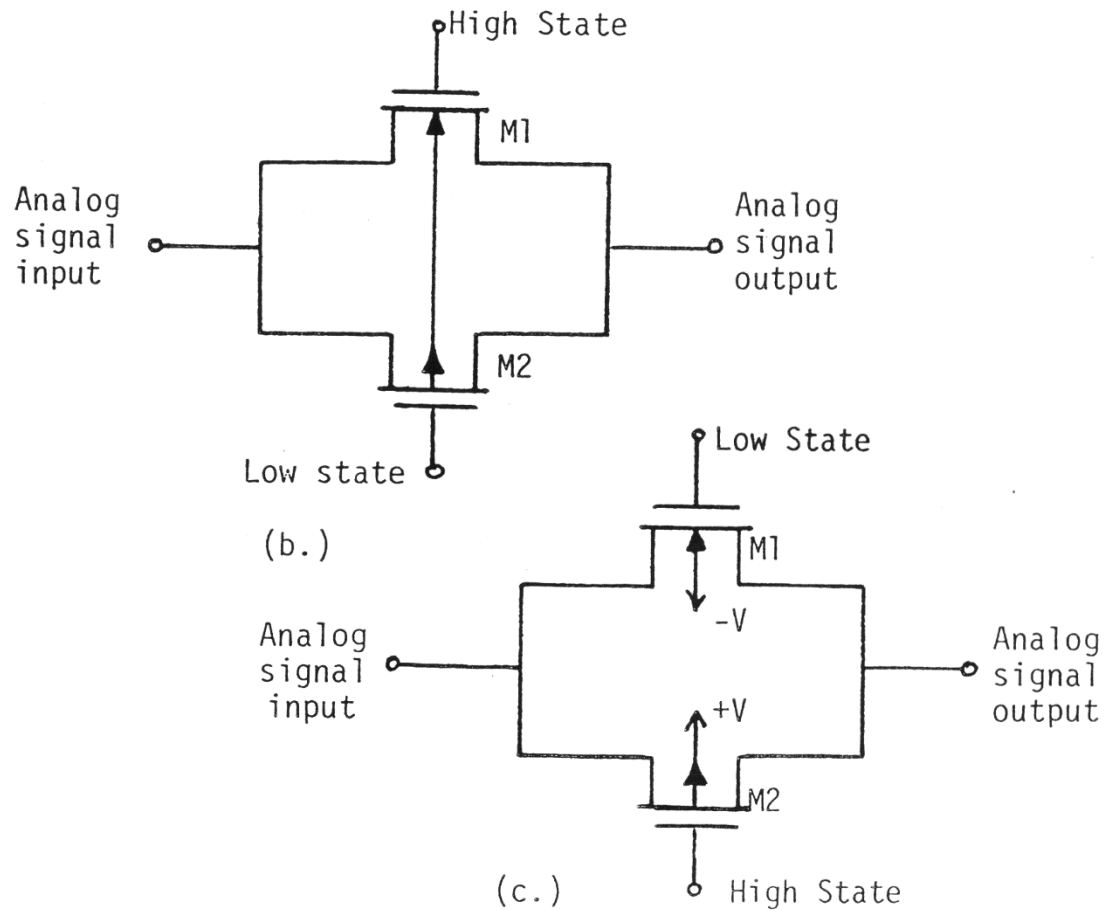 High State
M1
Analog
signal
input
Analog
signal
output
M2
Low state
(b.)
Low State
M1
-V
Analog
signal
input
Analog
signal
output
+V
M2
High State
(c.)